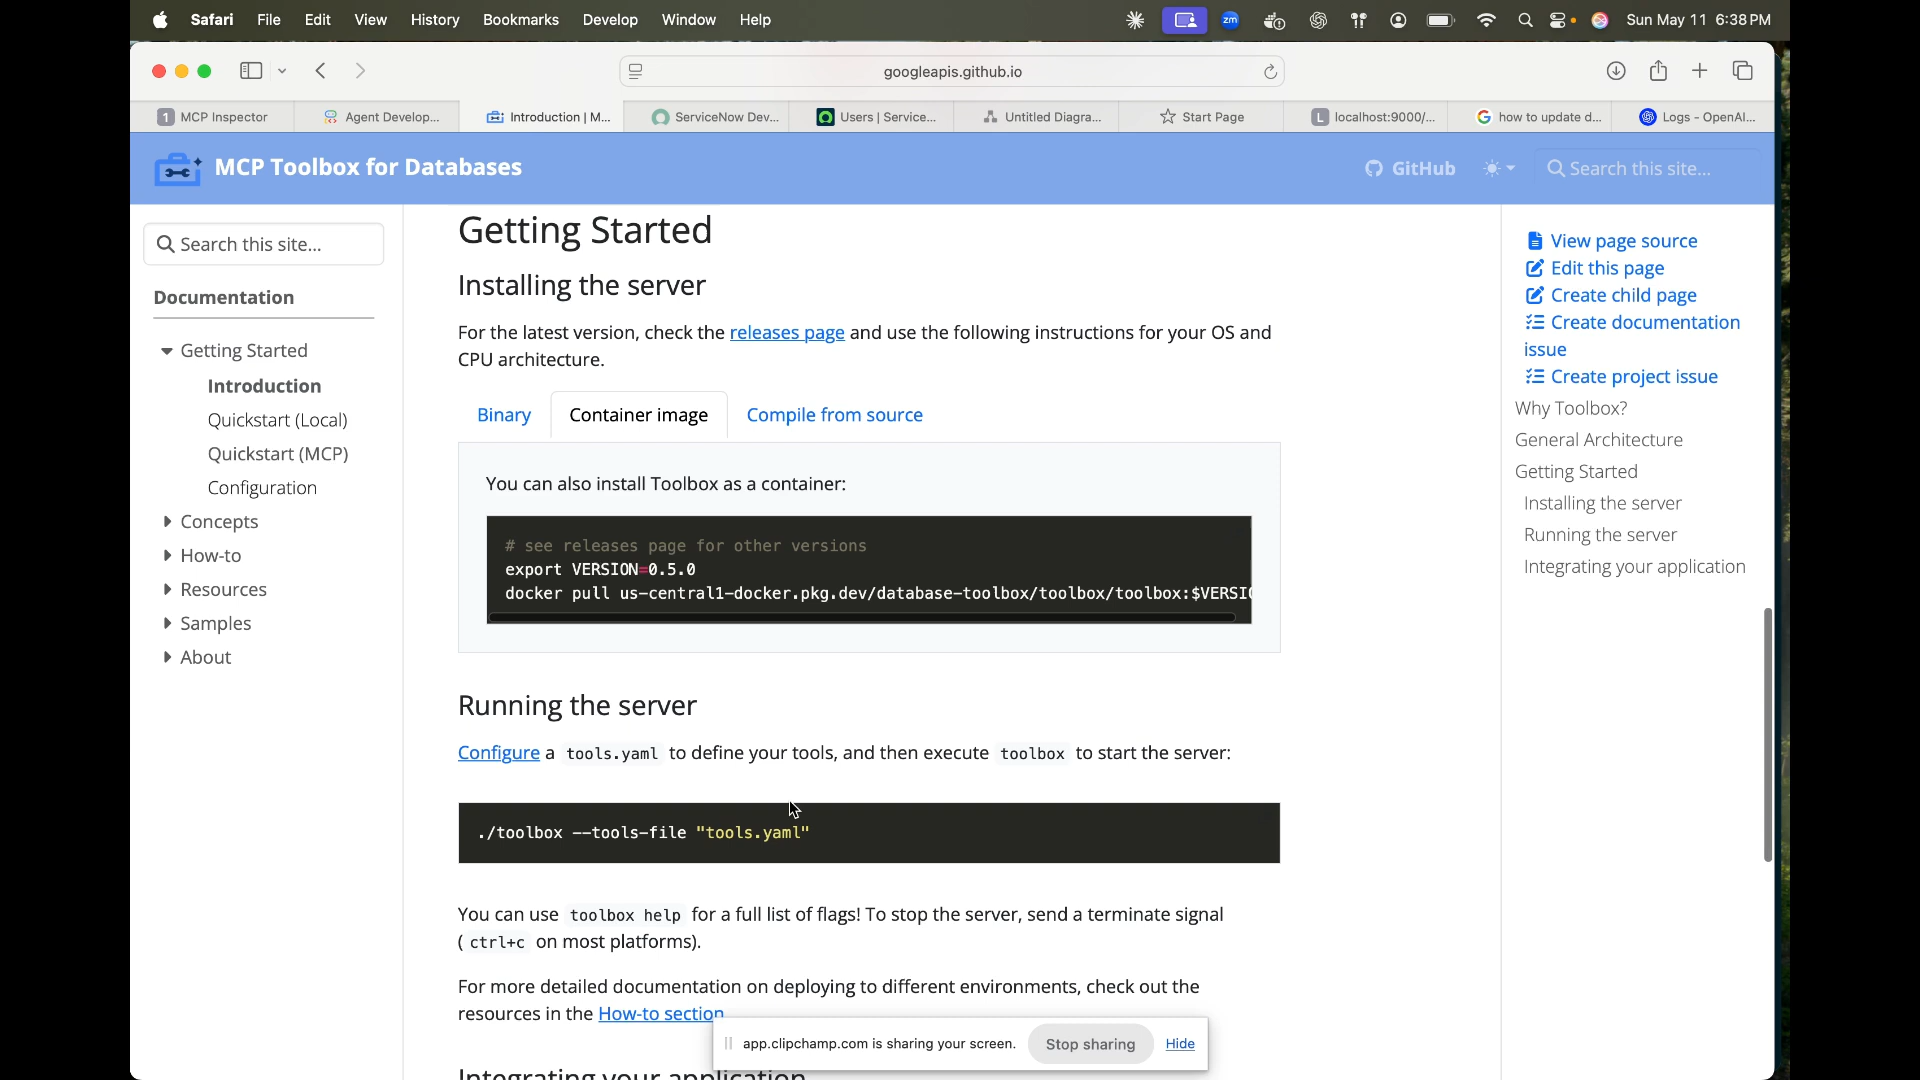 Safari File Edit View History Bookmarks Develop Window Help
zm
Sun May 11 6:38 PM
googleapis.github.io
1 MCP Inspector
Agent Develop...
Introduction | M...
ServiceNow Dev...
Users | Service...
Untitled Diagra...
Start Page
L localhost:9000/...
how to update d...
Logs - OpenAI...
MCP Toolbox for Databases
GitHub
Search this site...
Search this site...
Documentation
Getting Started
Introduction
Quickstart (Local)
Quickstart (MCP)
Configuration
Concepts
How-to
Resources
Samples
About
Getting Started
Installing the server
For the latest version, check the releases page and use the following instructions for your OS and
CPU architecture.
Binary
Container image
Compile from source
You can also install Toolbox as a container:
# see releases page for other versions
export VERSION=0.5.0
docker pull us-central1-docker.pkg.dev/database-toolbox/toolbox/toolbox:$VERSIO
Running the server
Configure a tools.yaml to define your tools, and then execute toolbox to start the server:
./toolbox --tools-file "tools.yaml"
You can use toolbox help for a full list of flags! To stop the server, send a terminate signal
( ctrl+c on most platforms).
For more detailed documentation on deploying to different environments, check out the
resources in the How-to section
Integrating your application
View page source
Edit this page
Create child page
Create documentation
issue
Create project issue
Why Toolbox?
General Architecture
Getting Started
Installing the server
Running the server
Integrating your application
app.clipchamp.com is sharing your screen.
Stop sharing
Hide